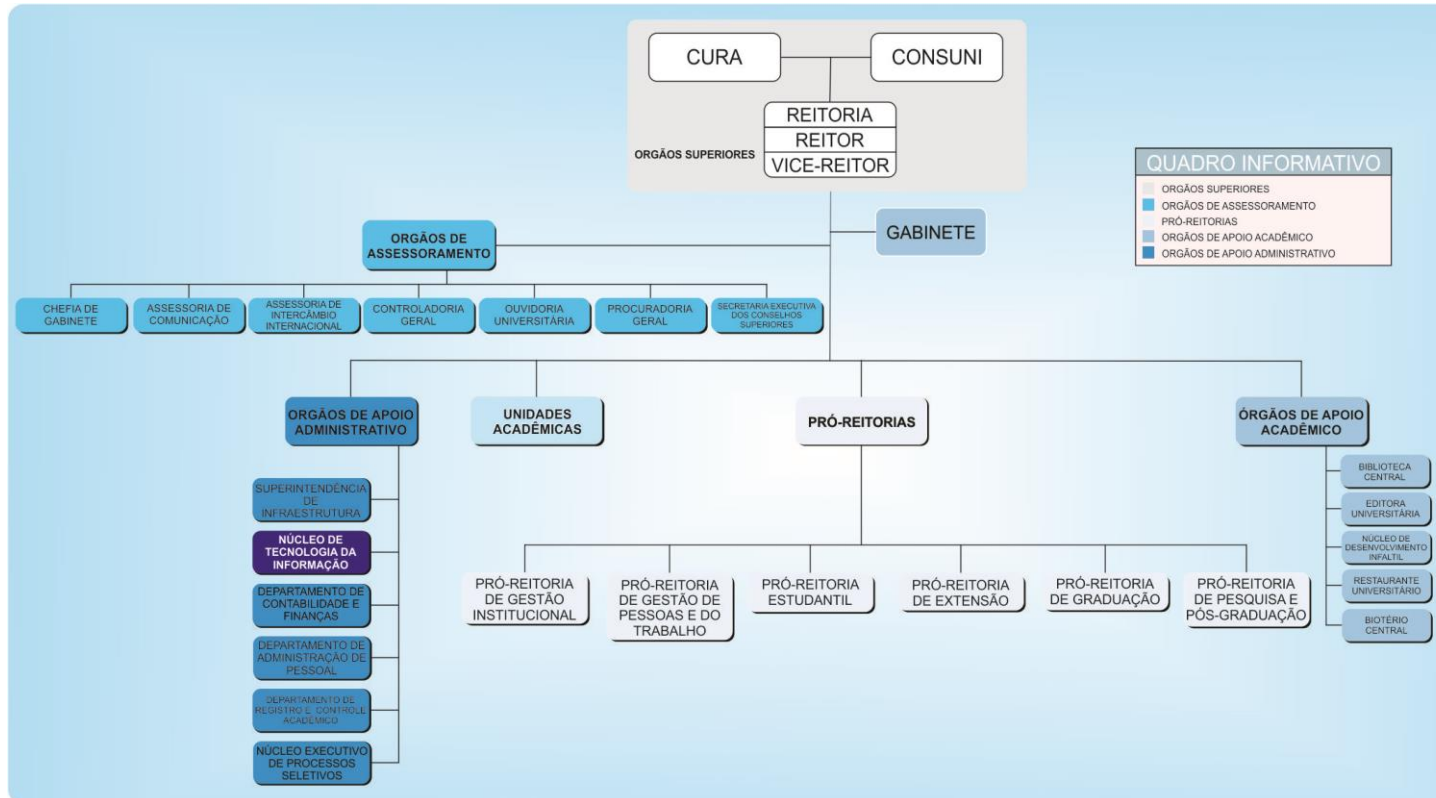 CURA
CONSUNI
REITORIA
REITOR
VICE-REITOR
ORGÃOS SUPERIORES
QUADRO INFORMATIVO
ORGÃOS SUPERIORES
ORGÃOS DE ASSESSORAMENTO
PRÓ-REITORIAS
ORGÃOS DE APOIO ACADÊMICO
ORGÃOS DE APOIO ADMINISTRATIVO
GABINETE
ORGÃOS DE
ASSESSORAMENTO
CHEFIA DE
GABINETE
ASSESSORIA DE
COMUNICAÇÃO
ASSESSORIA DE
INTERCÂMBIO
INTERNACIONAL
CONTROLADORIA
GERAL
OUVIDORIA
UNIVERSITÁRIA
PROCURADORIA
GERAL
SECRETARIA EXECUTIVA
DOS CONSELHOS
SUPERIORES
ORGÃOS DE APOIO
ADMINISTRATIVO
UNIDADES
ACADÊMICAS
PRÓ-REITORIAS
ÓRGÃOS DE APOIO
ACADÊMICO
SUPERINTENDÊNCIA
DE
INFRAESTRUTURA
NÚCLEO DE
TECNOLOGIA DA
INFORMAÇÃO
DEPARTAMENTO
DE CONTABILIDADE E
FINANÇAS
DEPARTAMENTO DE
ADMINISTRAÇÃO DE
PESSOAL
DEPARTAMENTO DE
REGISTRO E CONTROLE
ACADÊMICO
NÚCLEO EXECUTIVO
DE PROCESSOS
SELETIVOS
PRÓ-REITORIA
DE GESTÃO
INSTITUCIONAL
PRÓ-REITORIA
DE GESTÃO DE
PESSOAS E DO
TRABALHO
PRÓ-REITORIA
ESTUDANTIL
PRÓ-REITORIA
DE EXTENSÃO
PRÓ-REITORIA
DE GRADUAÇÃO
PRÓ-REITORIA
DE PESQUISA E
PÓS-GRADUAÇÃO
BIBLIOTECA
CENTRAL
EDITORA
UNIVERSITÁRIA
NÚCLEO DE
DESENVOLVIMENTO
INFALTIL
RESTAURANTE
UNIVERSITÁRIO
BIOTÉRIO
CENTRAL